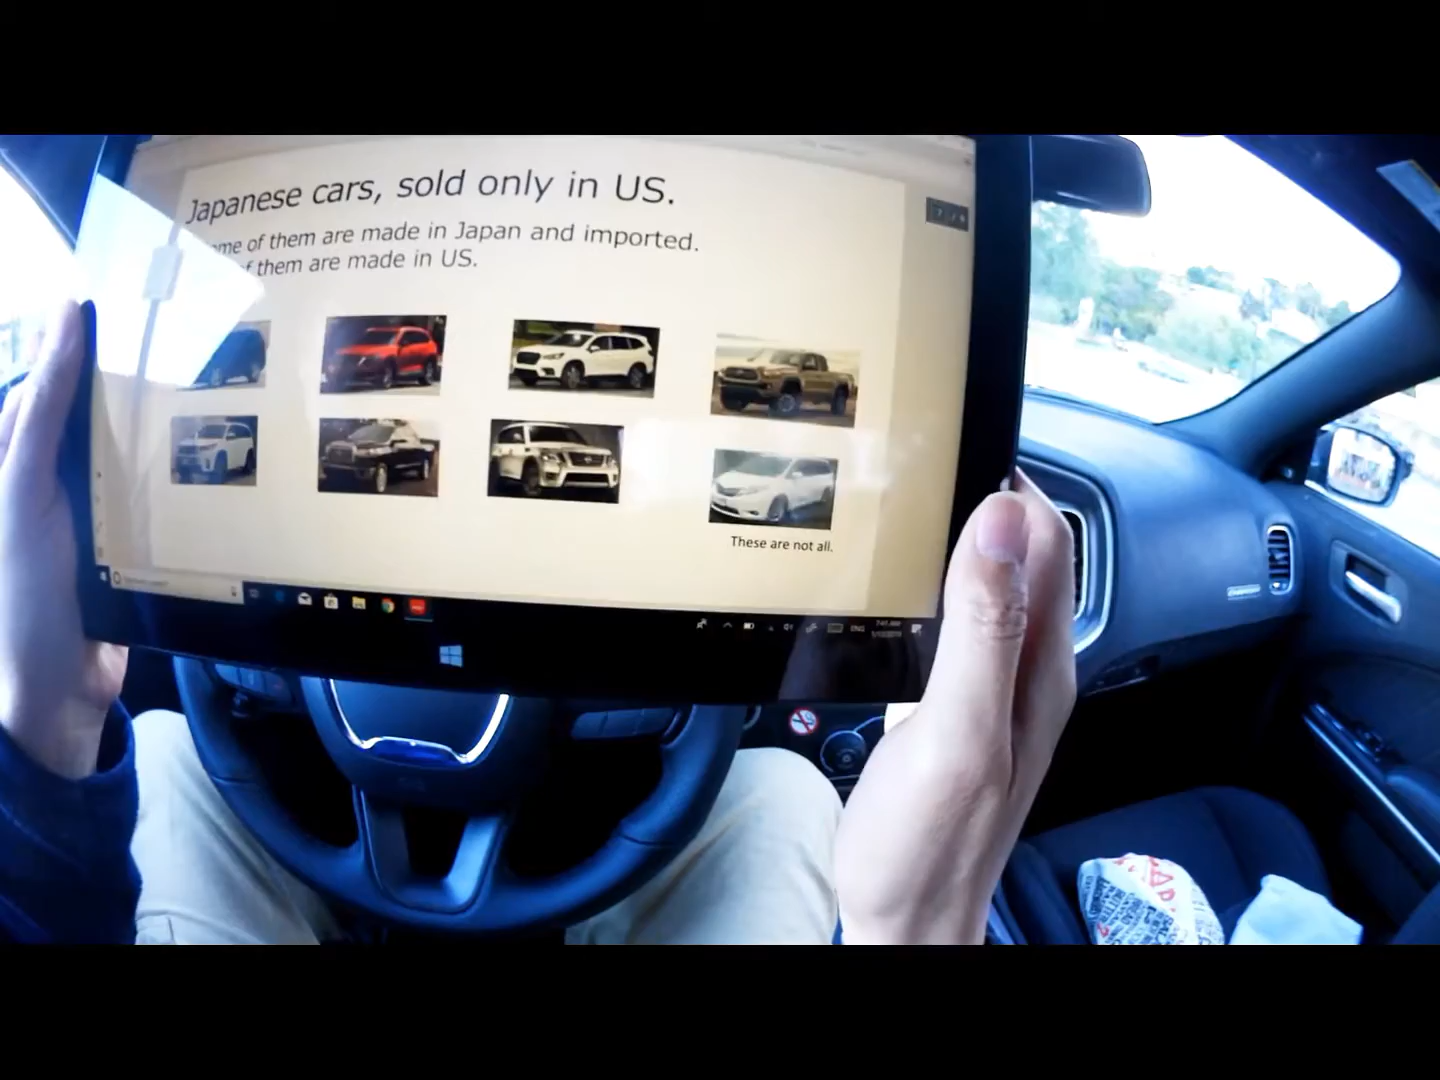 Japanese cars, sold only in US.
ome of them are made in Japan and imported.
f them are made in US.
These are not all.
ENG